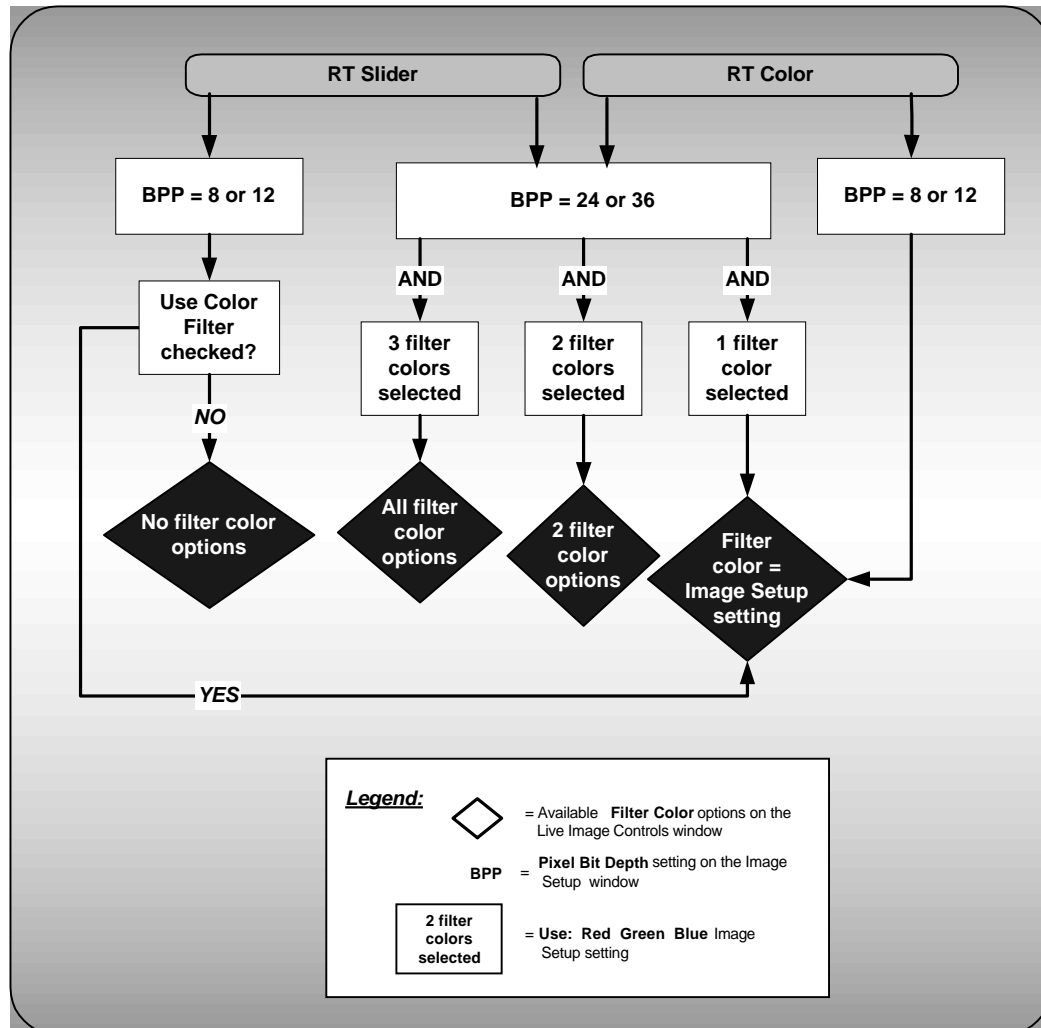 RT Slider
RT Color
BPP = 8 or 12
BPP = 24 or 36
BPP = 8 or 12
AND
AND
AND
Use Color
Filter
checked?
3 filter
colors
selected
2 filter
colors
selected
1 filter
color
selected
NO
No filter color
options
All filter
color
options
2 filter
color
options
Filter
color =
Image Setup
setting
YES
Legend:
= Available Filter Color options on the
Live Image Controls window
BPP = Pixel Bit Depth setting on the Image
Setup window
2 filter
colors
selected
= Use: Red Green Blue Image
Setup setting